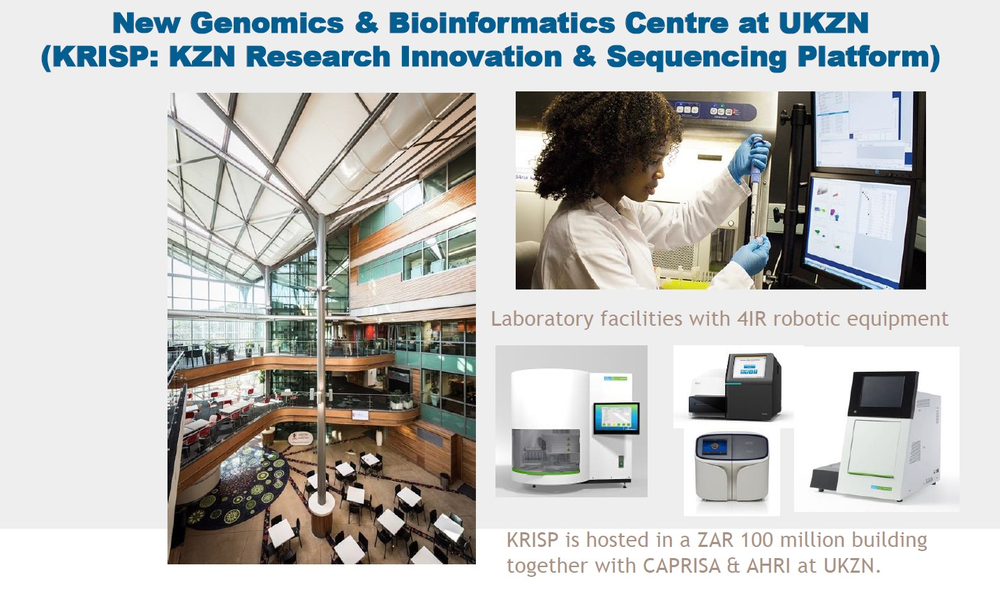 New Genomics & Bioinformatics Centre at UKZN
(KRISP: KZN Research Innovation & Sequencing Platform)
Laboratory facilities with 4IR robotic equipment
KRISP is hosted in a ZAR 100 million building
together with CAPRISA & AHRI at UKZN.